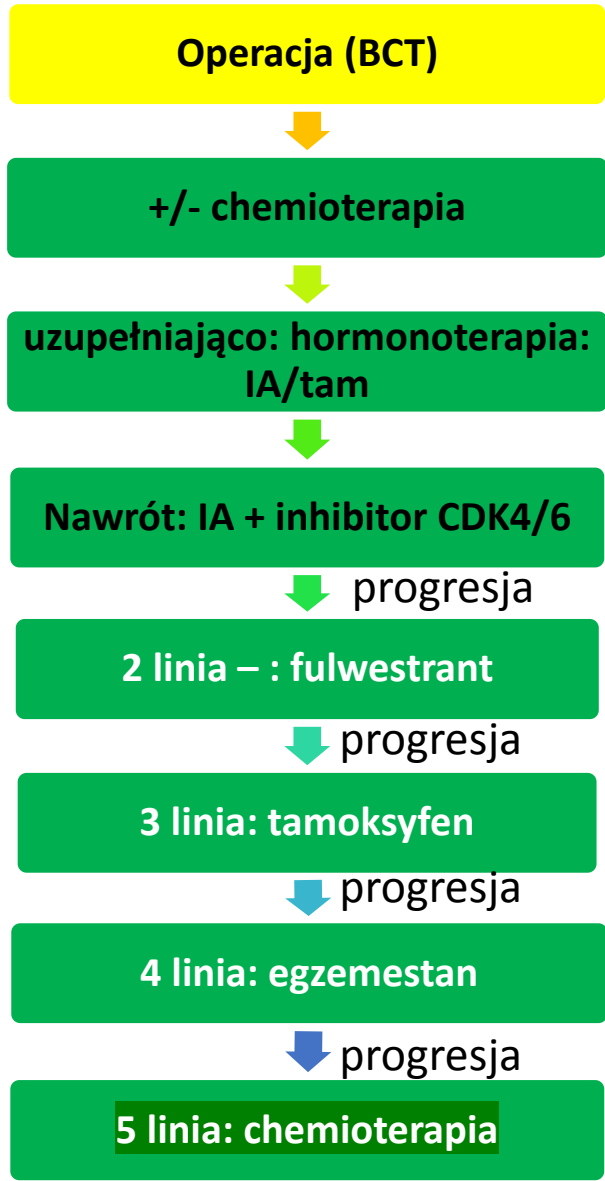 Operacja (BCT)
+/- chemioterapia
uzupełniająco: hormonoterapia:
IA/tam
Nawrót: IA + inhibitor CDK4/6
progresja
2 linia – : fulwestrant
progresja
3 linia: tamoksyfen
progresja
4 linia: egzemestan
progresja
5 linia: chemioterapia